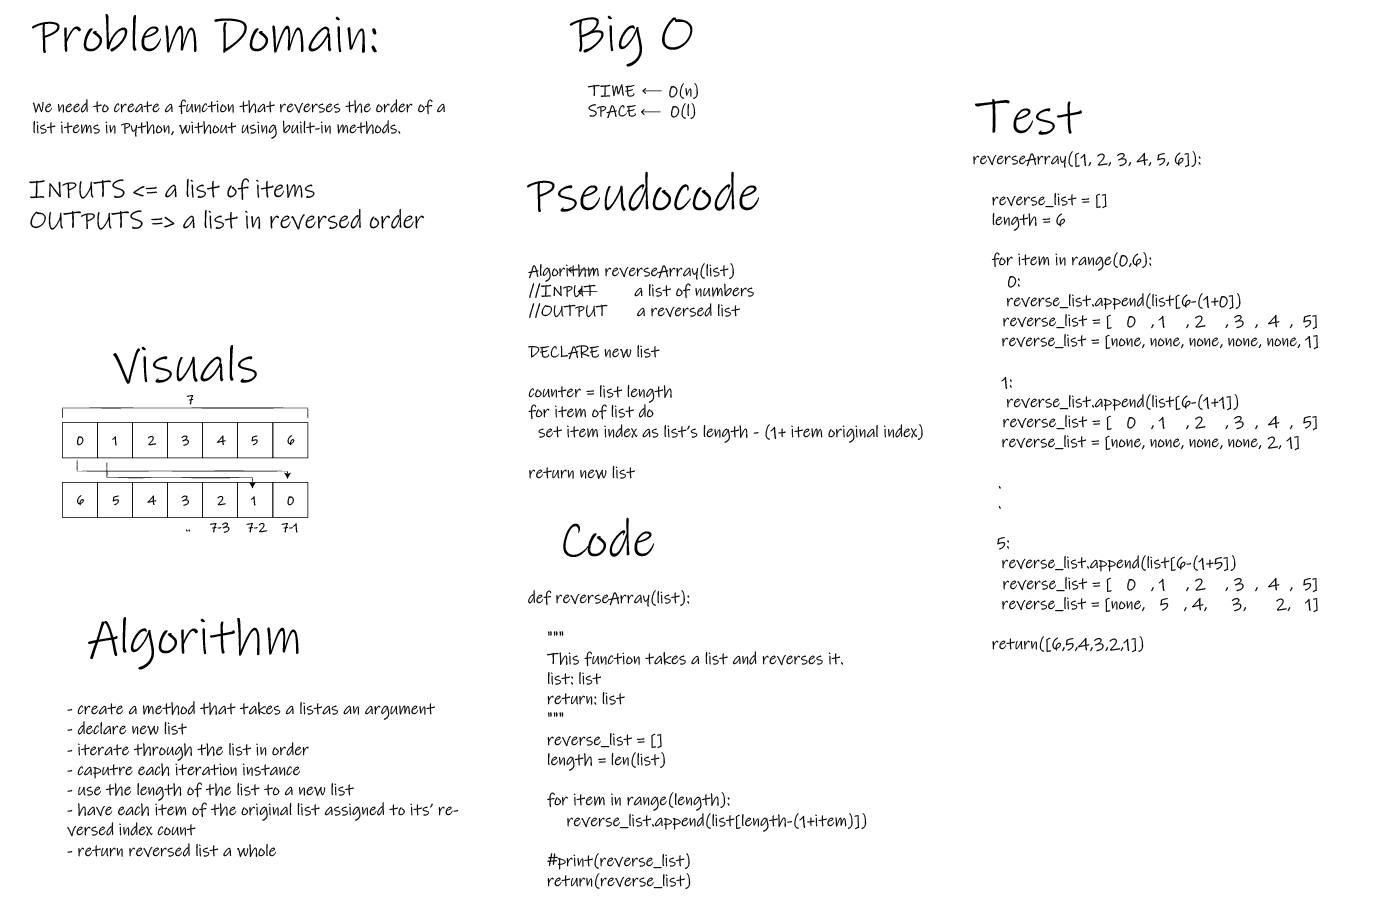 Problem Domain:
We need to create a function that reverses the order of a
list items in Python, without using built-in methods.
INPUTS <= a list of items
OUTPUTS => a list in reversed order
Visuals
7
0 1 2 3 4 5 6
6 5 4 3 2 1 0
.. 7-3 7-2 7-1
Algorithm
- create a method that takes a listas an argument
- declare new list
- iterate through the list in order
- caputre each iteration instance
- use the length of the list to a new list
- have each item of the original list assigned to its' re-
versed index count
- return reversed list a whole
Big O
TIME ← O(n)
SPACE ← O(1)
Pseudocode
Algorithm reverseArray(list)
//INPUT a list of numbers
//OUTPUT a reversed list
DECLARE new list
counter = list length
for item of list do
set item index as list's length - (1+ item original index)
return new list
Code
def reverseArray(list):
"""
This function takes a list and reverses it.
list: list
return: list
"""
reverse_list = []
length = len(list)
for item in range(length):
reverse_list.append(list[length-(1+item)])
#print(reverse_list)
return(reverse_list)
Test
reverseArray([1, 2, 3, 4, 5, 6]):
reverse_list = []
length = 6
for item in range(0,6):
0:
reverse_list.append(list[6-(1+0])
reverse_list = [ 0 , 1 , 2 , 3 , 4 , 5]
reverse_list = [none, none, none, none, none, 1]
1:
reverse_list.append(list[6-(1+1])
reverse_list = [ 0 , 1 , 2 , 3 , 4 , 5]
reverse_list = [none, none, none, none, 2, 1]
.
.
5:
reverse_list.append(list[6-(1+5])
reverse_list = [ 0 , 1 , 2 , 3 , 4 , 5]
reverse_list = [none, 5 , 4, 3, 2, 1]
return([6,5,4,3,2,1])